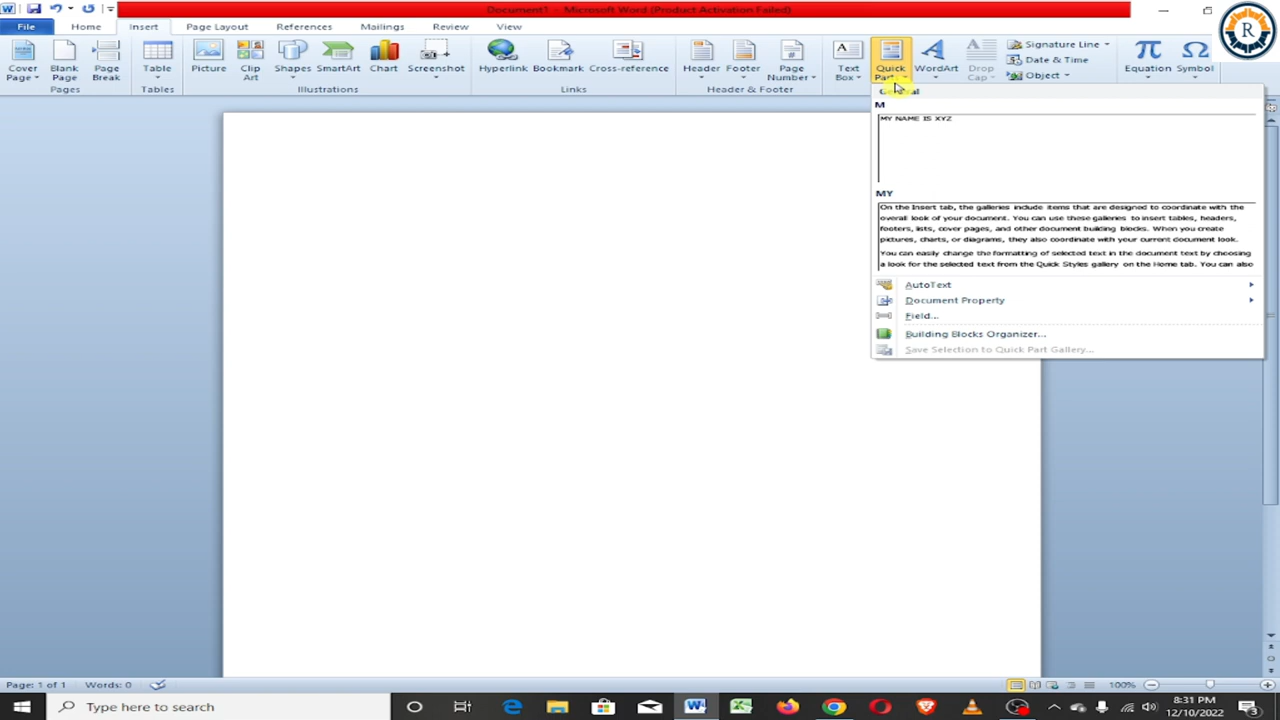 Document1 - Microsoft Word (Product Activation Failed)
File Home Insert Page Layout References Mailings Review View
Cover Page Blank Page Page Break Table Picture Clip Art Shapes SmartArt Chart Screenshot Hyperlink Bookmark Cross-reference Header Footer Page Number Text Box Quick Parts WordArt Drop Cap Signature Line Date & Time Object Equation Symbol
Pages Tables Illustrations Links Header & Footer
General
M
MY NAME IS XYZ
MY
On the Insert tab, the galleries include items that are designed to coordinate with the
overall look of your document. You can use these galleries to insert tables, headers,
footers, lists, cover pages, and other document building blocks. When you create
pictures, charts, or diagrams, they also coordinate with your current document look.
You can easily change the formatting of selected text in the document text by choosing
a look for the selected text from the Quick Styles gallery on the Home tab. You can also
AutoText
Document Property
Field...
Building Blocks Organizer...
Save Selection to Quick Part Gallery...
R
Page: 1 of 1 Words: 0 100%
Type here to search
8:31 PM
12/10/2022
3